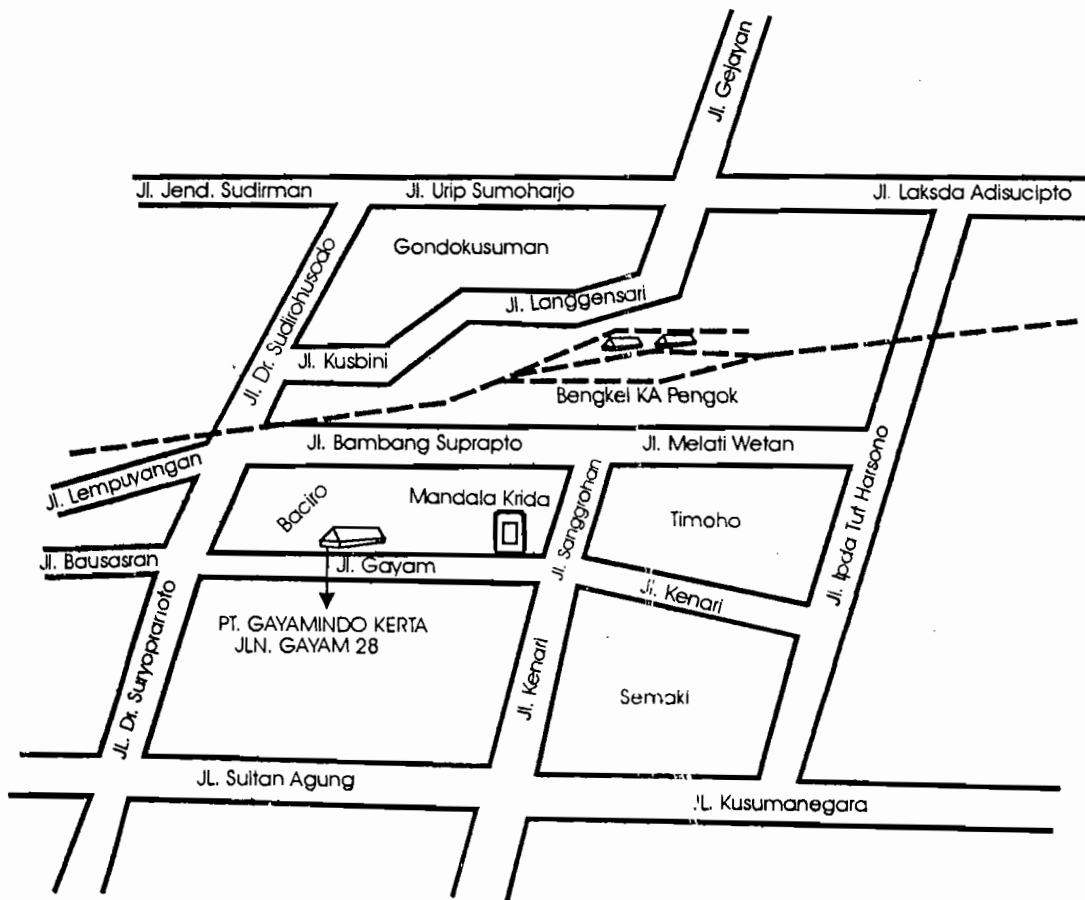 Jl. Gejayan
Jl. Jend. Sudirman
Jl. Urip Sumoharjo
Jl. Laksda Adisucipto
Gondokusuman
Jl. Dr. Sudirohusodo
Jl. Langgensari
Jl. Kusbini
Bengkel KA Pengok
Jl. Bambang Suprapto
Jl. Melati Wetan
Jl. Lempuyangan
Baciro
Mandala Krida
Jl. Sanggrohan
Timoho
Jl. Ipda Tut Harsono
Jl. Bausasran
Jl. Gayam
Jl. Kenari
PT. GAYAMINDO KERTA
JLN. GAYAM 28
JL. Dr. Suryoprarioto
Jl. Kenari
Semaki
JL. Sultan Agung
JL. Kusumanegara